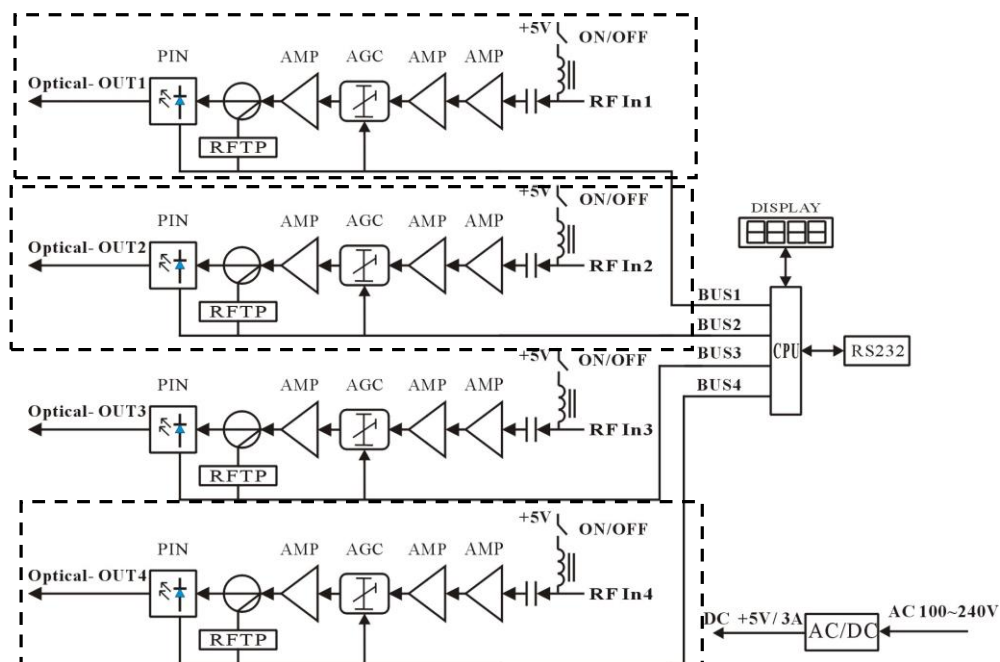 +5V ON/OFF
PIN AMP AGC AMP AMP
Optical- OUT1 RF In1
RFTP
+5V ON/OFF
PIN AMP AGC AMP AMP
Optical- OUT2 RF In2
RFTP
DISPLAY
BUS1
BUS2
BUS3
BUS4
CPU
RS232
+5V ON/OFF
PIN AMP AGC AMP AMP
Optical- OUT3 RF In3
RFTP
+5V ON/OFF
PIN AMP AGC AMP AMP
Optical- OUT4 RF In4
RFTP
DC +5V/3A AC/DC AC 100~240V